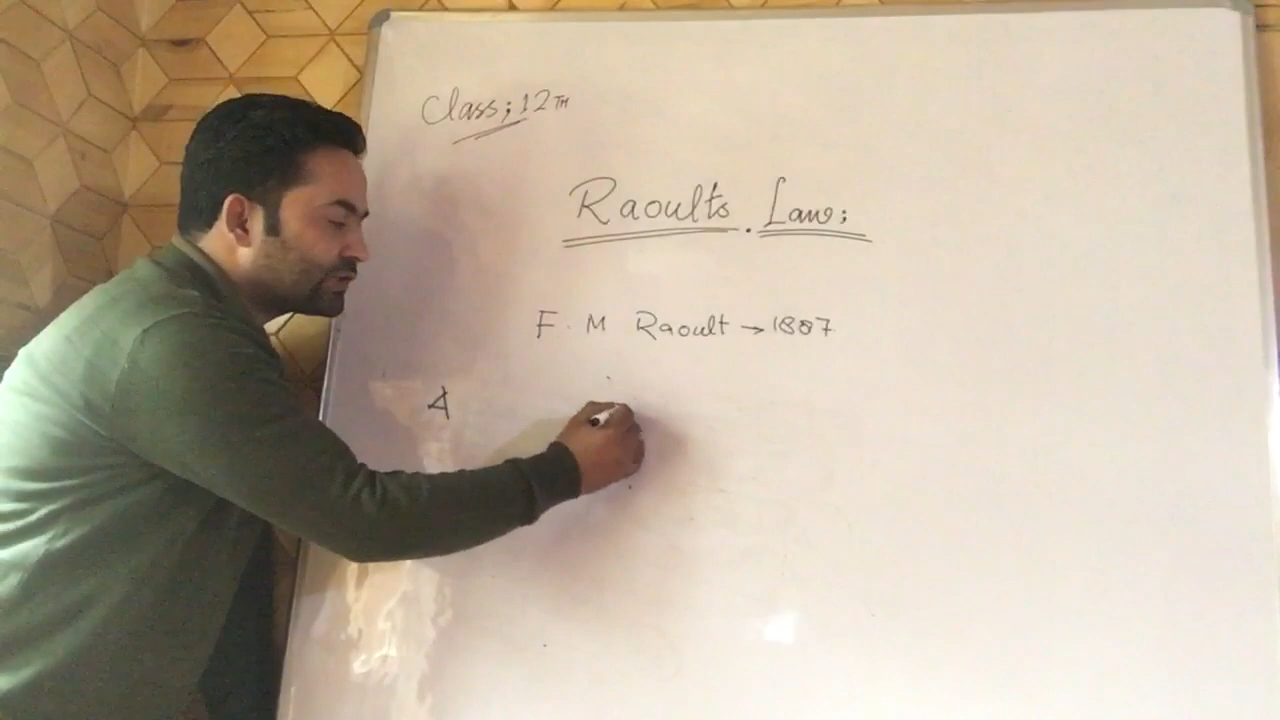 Class; 12TH
Raoults. Law;
F. M Raoult → 1887
A